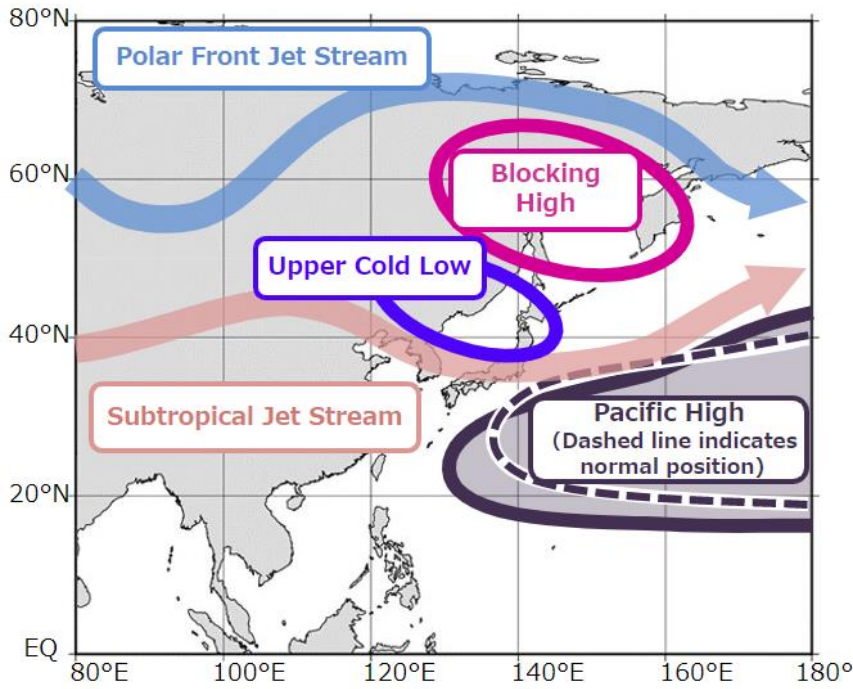 80°N
Polar Front Jet Stream
60°N
Blocking
High
Upper Cold Low
40°N
Subtropical Jet Stream
Pacific High
(Dashed line indicates
normal position)
20°N
EQ
80°E 100°E 120°E 140°E 160°E 180°